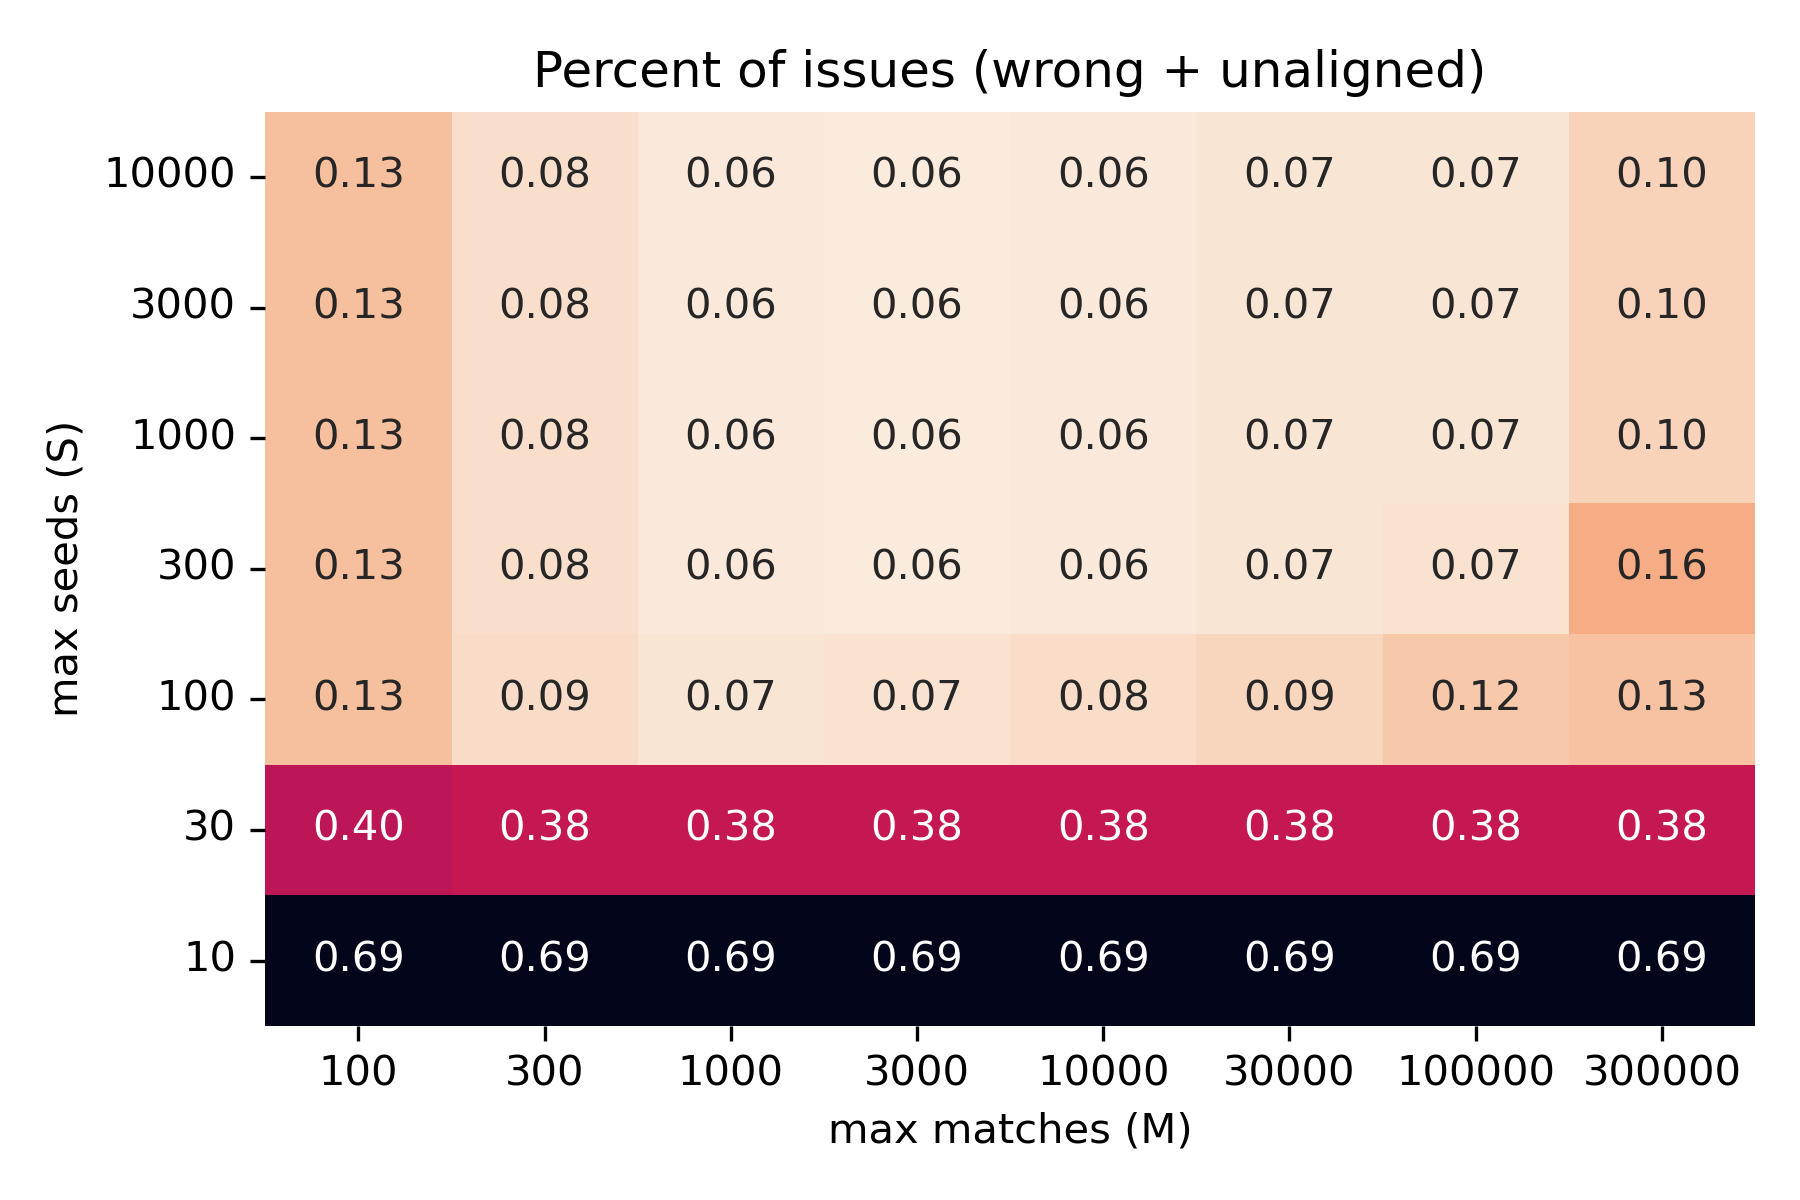 Percent of issues (wrong + unaligned)
max seeds (S)
10000 0.13 0.08 0.06 0.06 0.06 0.07 0.07 0.10
3000 0.13 0.08 0.06 0.06 0.06 0.07 0.07 0.10
1000 0.13 0.08 0.06 0.06 0.06 0.07 0.07 0.10
300 0.13 0.08 0.06 0.06 0.06 0.07 0.07 0.16
100 0.13 0.09 0.07 0.07 0.08 0.09 0.12 0.13
30 0.40 0.38 0.38 0.38 0.38 0.38 0.38 0.38
10 0.69 0.69 0.69 0.69 0.69 0.69 0.69 0.69
100 300 1000 3000 10000 30000 100000 300000
max matches (M)